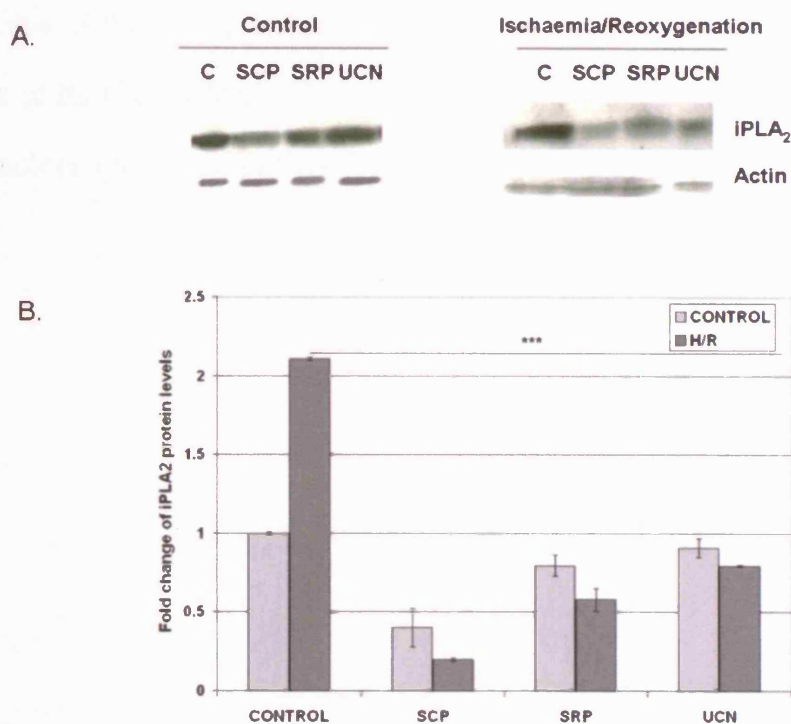 A.
Control
Ischaemia/Reoxygenation
C SCP SRP UCN
C SCP SRP UCN
iPLA₂
Actin
B.
Fold change of iPLA2 protein levels
2.5
2
1.5
1
0.5
0
CONTROL
H/R
***
CONTROL SCP SRP UCN